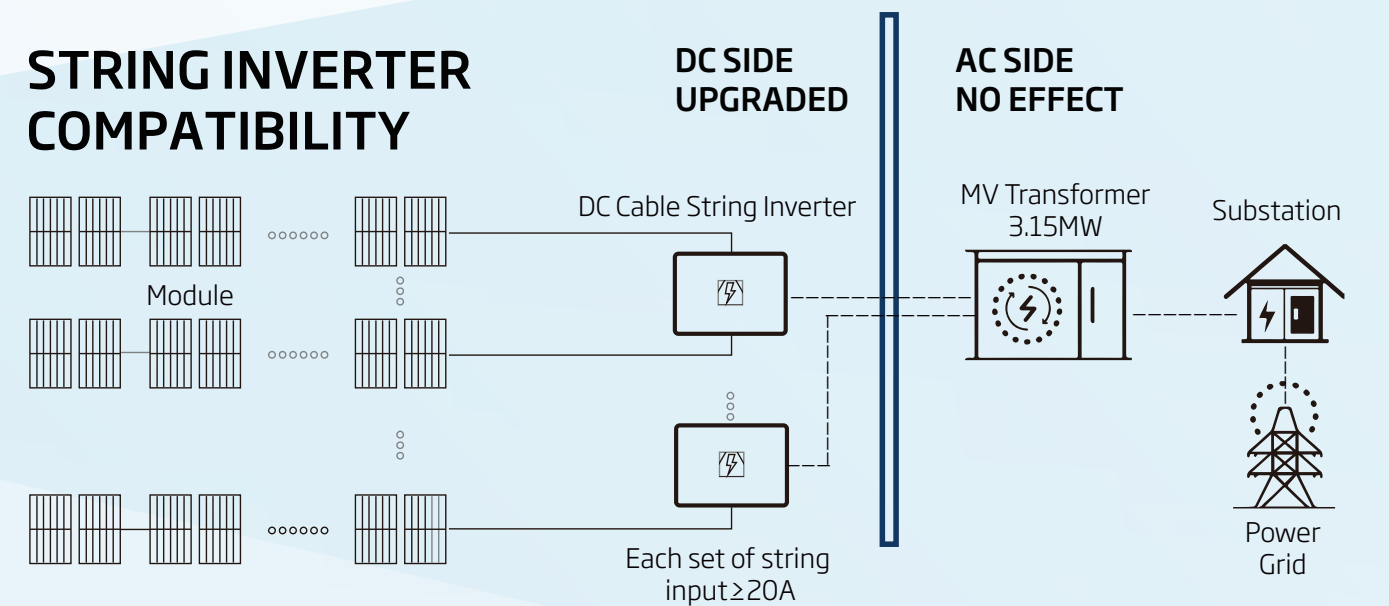 STRING INVERTER
COMPATIBILITY
DC SIDE
UPGRADED
AC SIDE
NO EFFECT
DC Cable String Inverter
MV Transformer
3.15MW
Substation
Module
Each set of string
input≥20A
Power
Grid